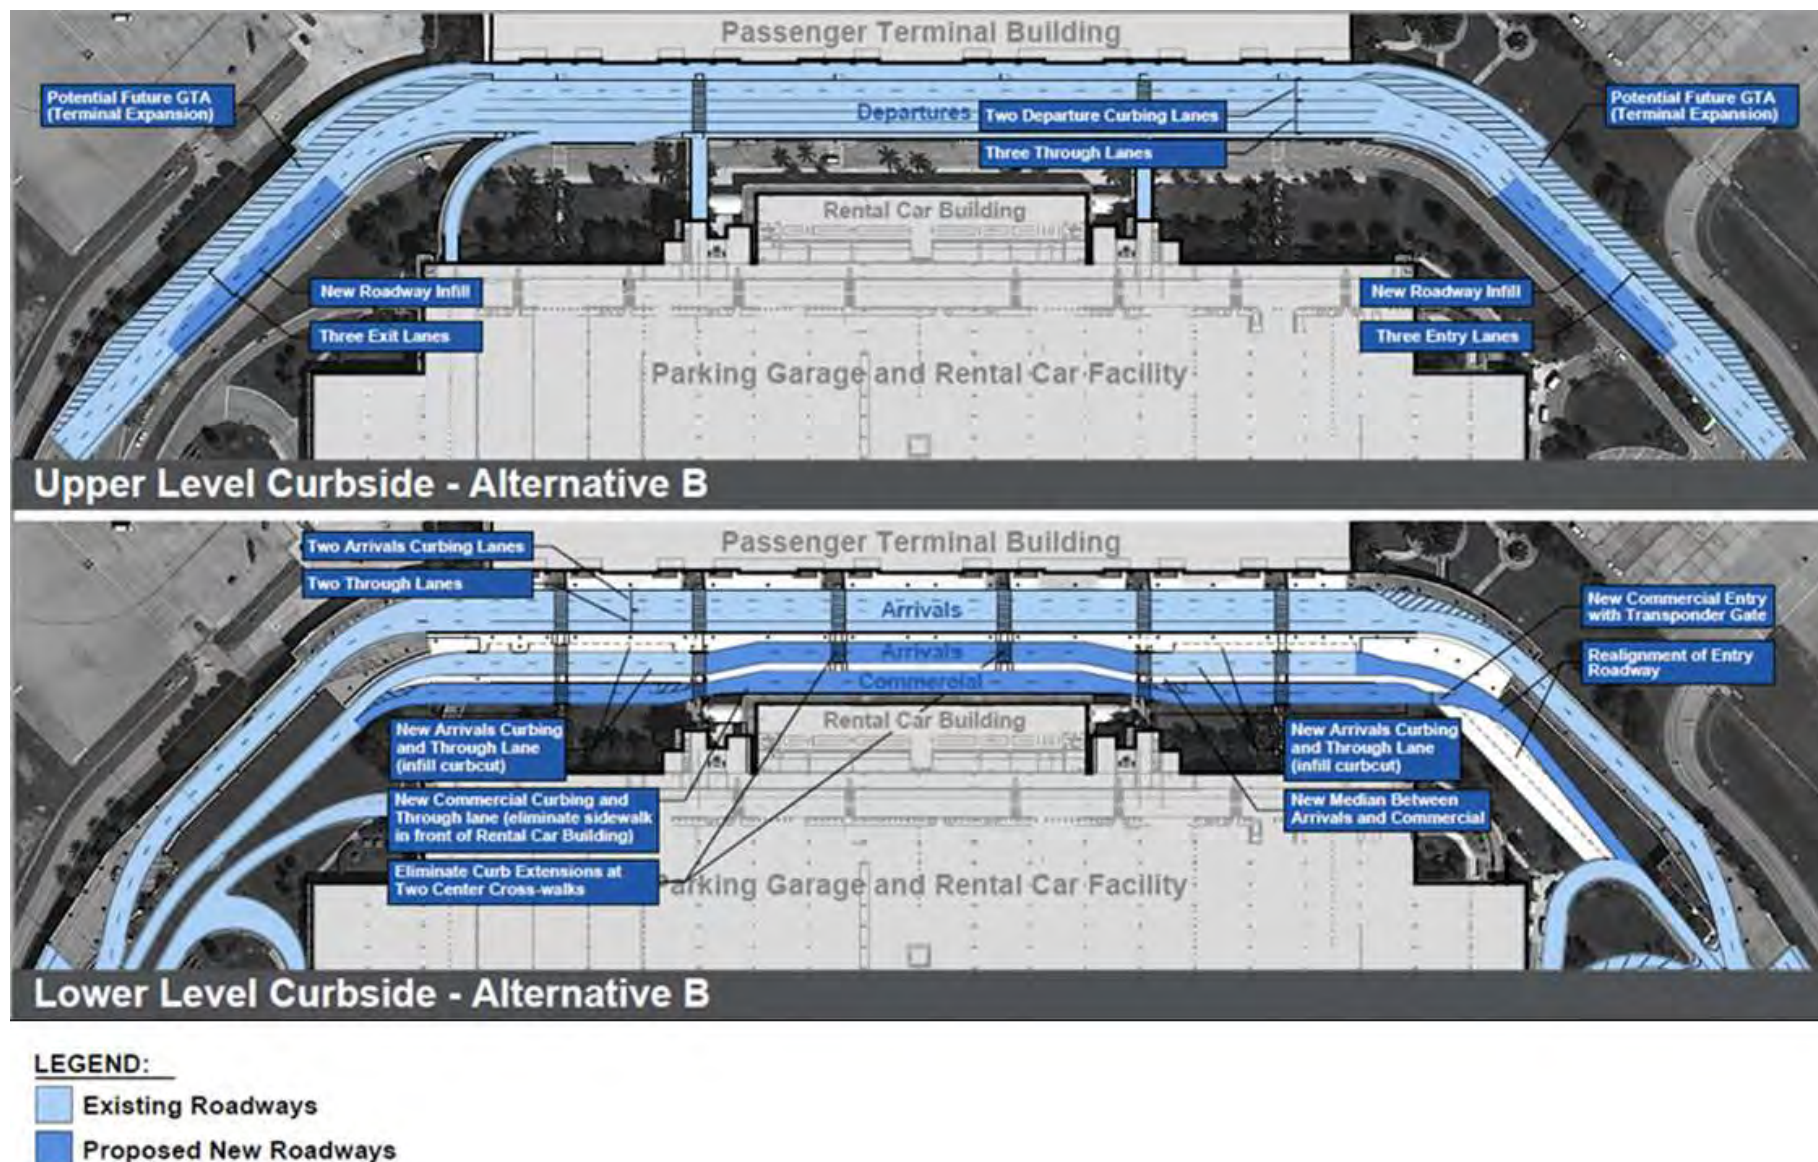 Passenger Terminal Building
Potential Future GTA
(Terminal Expansion)
Departures
Two Departure Curbing Lanes
Three Through Lanes
Potential Future GTA
(Terminal Expansion)
Rental Car Building
New Roadway Infill
Three Exit Lanes
New Roadway Infill
Three Entry Lanes
Parking Garage and Rental Car Facility
Upper Level Curbside - Alternative B
Passenger Terminal Building
Two Arrivals Curbing Lanes
Two Through Lanes
Arrivals
New Commercial Entry
with Transponder Gate
Arrivals
Realignment of Entry
Roadway
Commercial
Rental Car Building
New Arrivals Curbing
and Through Lane
(infill curbcut)
New Arrivals Curbing
and Through Lane
(infill curbcut)
New Commercial Curbing and
Through lane (eliminate sidewalk
in front of Rental Car Building)
New Median Between
Arrivals and Commercial
Eliminate Curb Extensions at
Two Center Cross-walks
Parking Garage and Rental Car Facility
Lower Level Curbside - Alternative B
LEGEND:
Existing Roadways
Proposed New Roadways